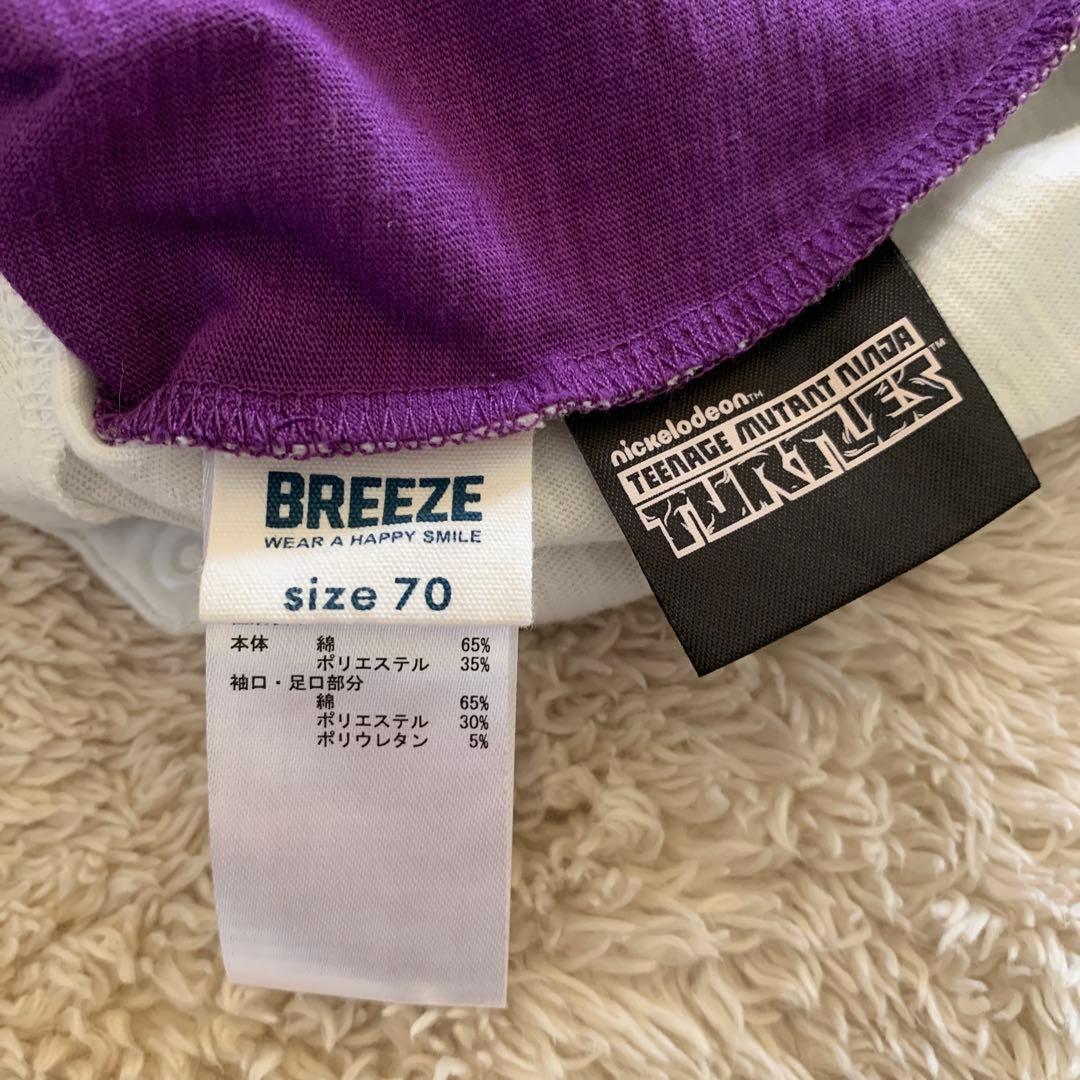 BREEZE
WEAR A HAPPY SMILE
size 70
本体 綿 65%
ポリエステル 35%
袖口・足口部分
綿 65%
ポリエステル 30%
ポリウレタン 5%
nickelodeon™
TEENAGE MUTANT NINJA
TURTLES™